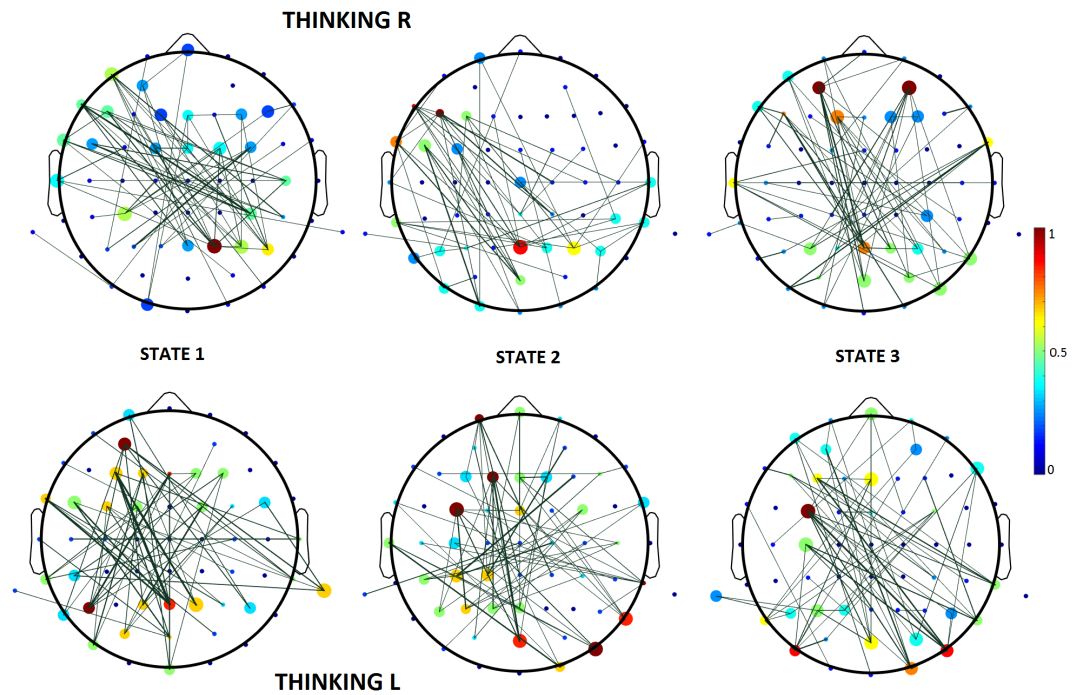 THINKING R
1
0.5
0
STATE 1
STATE 2
STATE 3
THINKING L